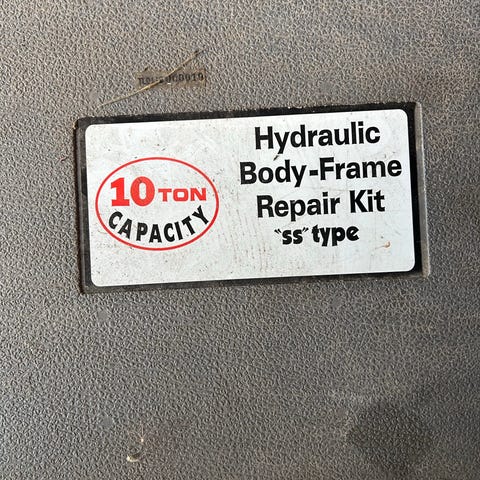 10 TON
CAPACITY
Hydraulic
Body-Frame
Repair Kit
"ss" type